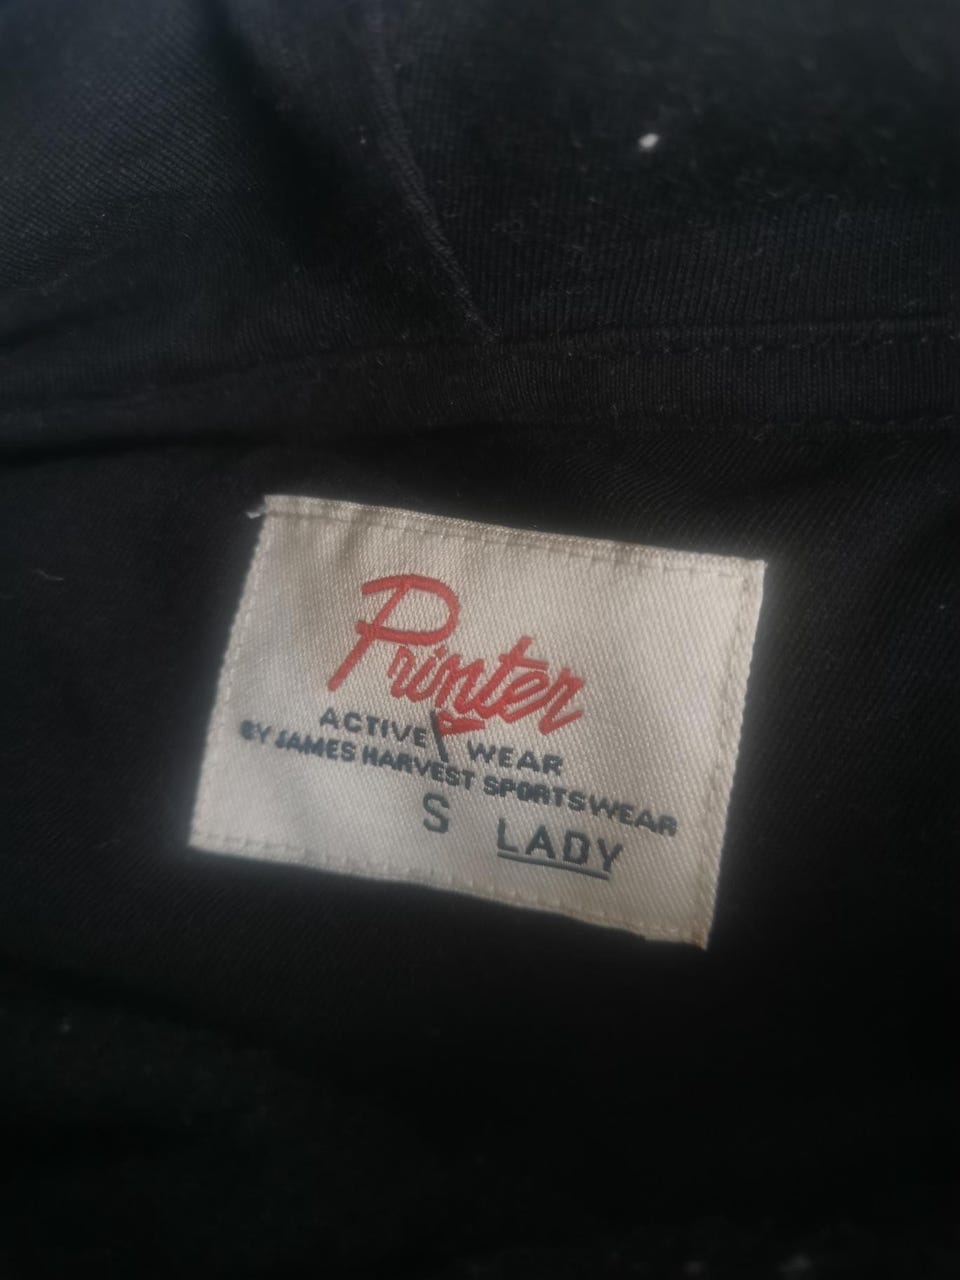 Printer
ACTIVE WEAR
BY JAMES HARVEST SPORTSWEAR
S LADY